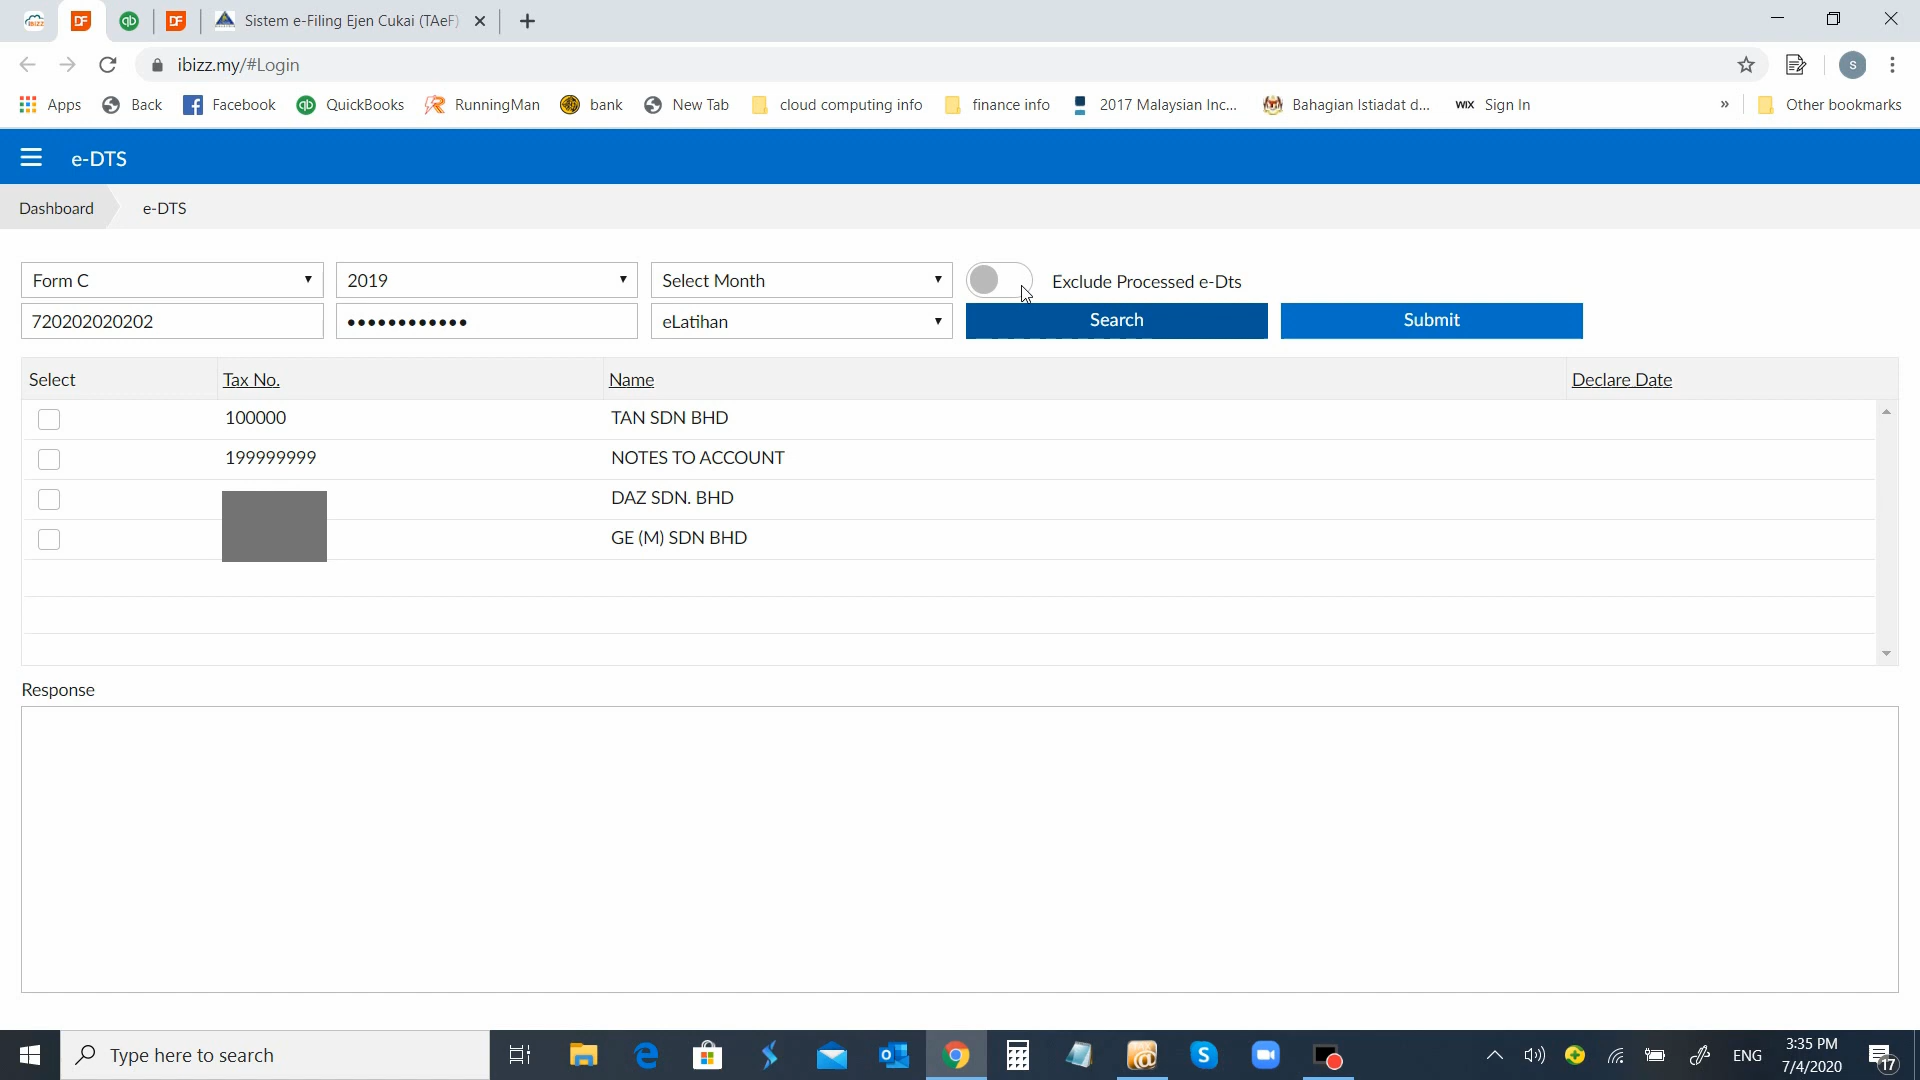 Sistem e-Filing Ejen Cukai (TAeF)
ibizz.my/#Login
S
Apps Back Facebook QuickBooks RunningMan bank New Tab cloud computing info finance info 2017 Malaysian Inc... Bahagian Istiadat d... WIX Sign In » Other bookmarks
e-DTS
Dashboard e-DTS
Form C 2019 Select Month Exclude Processed e-Dts
720202020202 •••••••••••• eLatihan Search Submit
Select Tax No. Name Declare Date
100000 TAN SDN BHD
199999999 NOTES TO ACCOUNT
DAZ SDN. BHD
GE (M) SDN BHD
Response
Type here to search
ENG
3:35 PM
7/4/2020
17